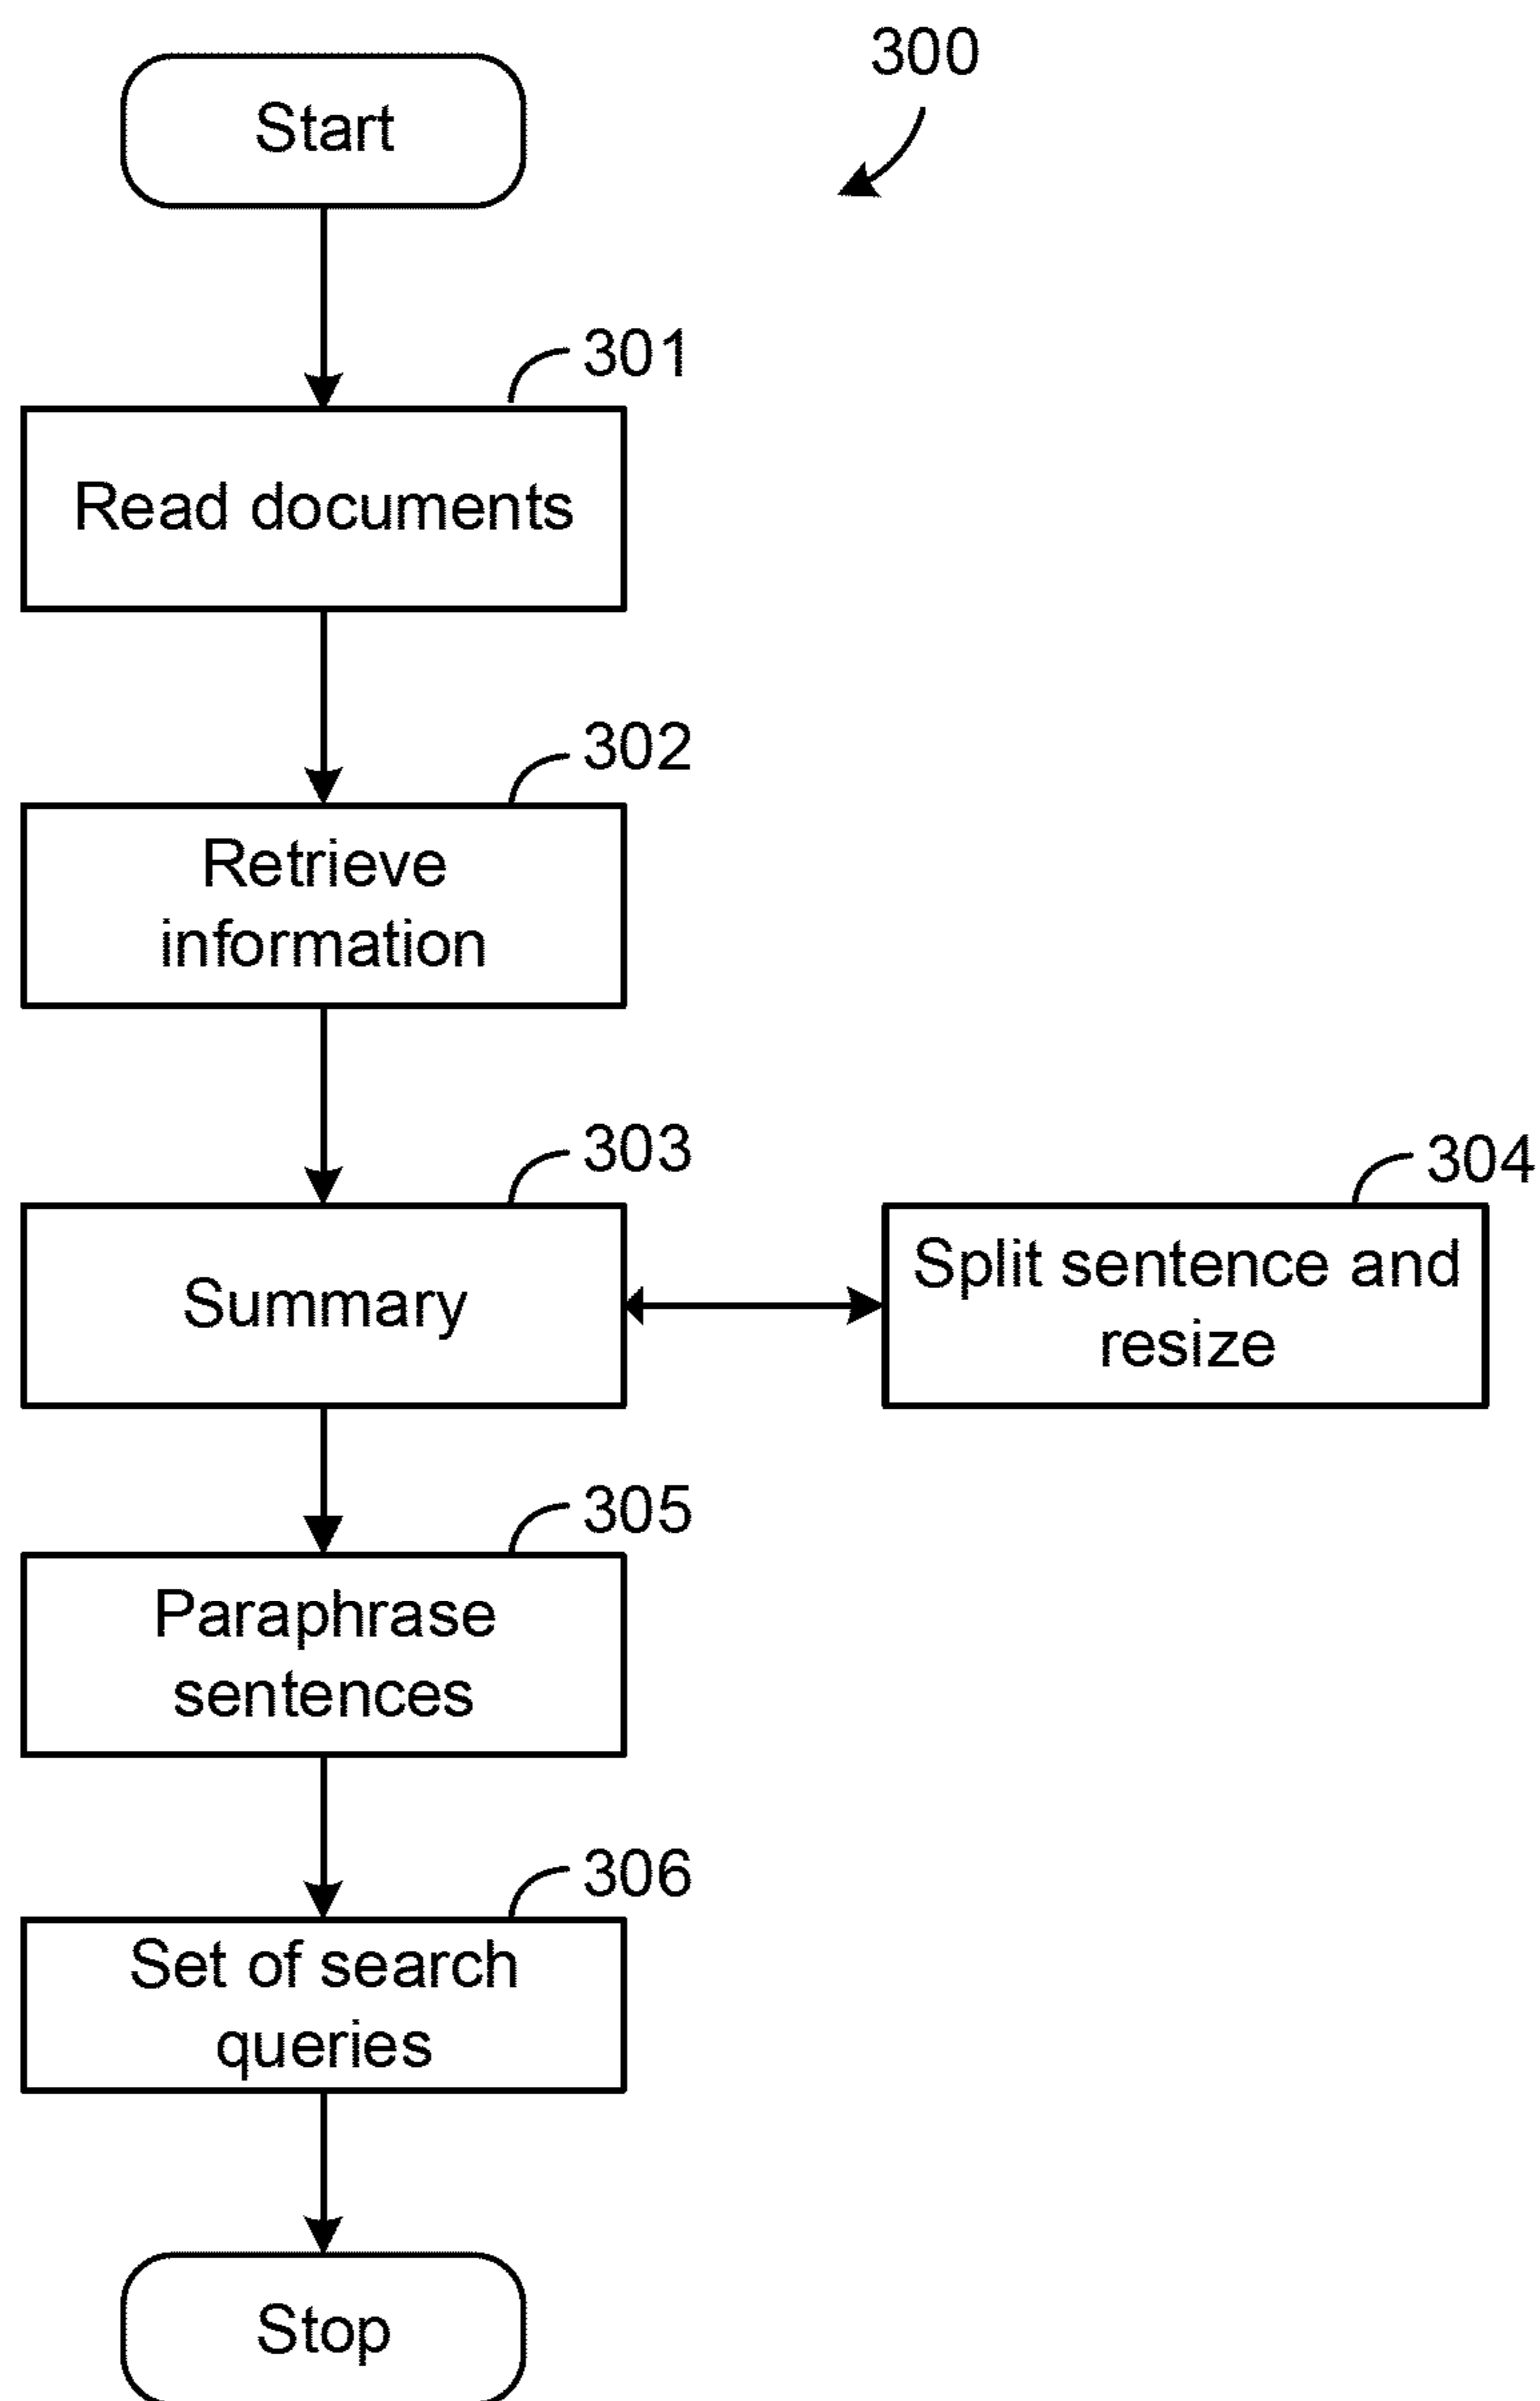 300
Start
301
Read documents
302
Retrieve
information
303
Summary
304
Split sentence and
resize
305
Paraphrase
sentences
306
Set of search
queries
Stop